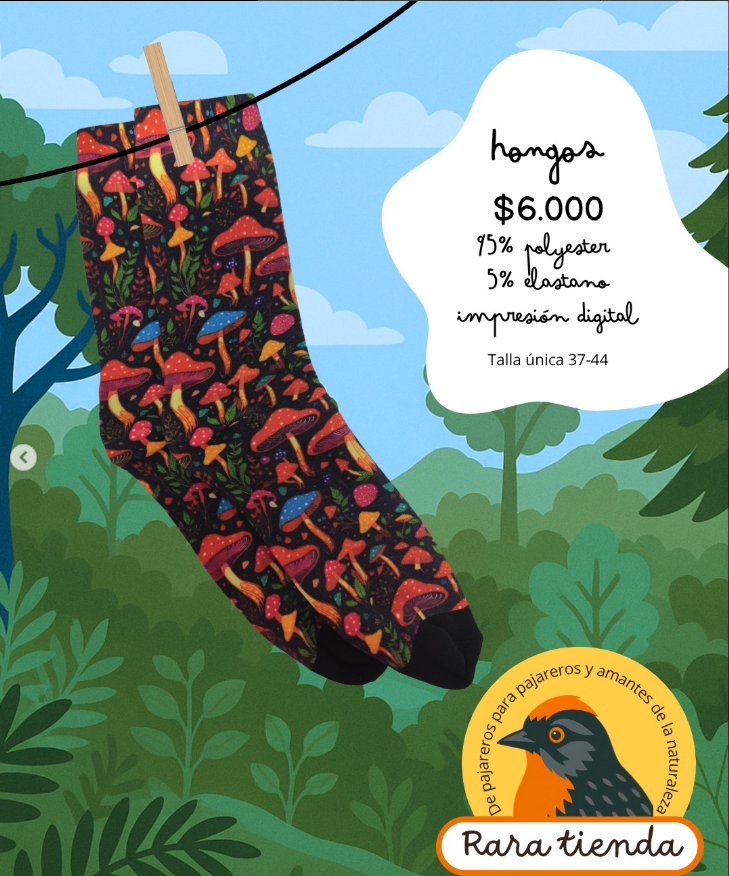 hongos
$6.000
95% polyester
5% elastano
impresión digital
Talla única 37-44
De pajareros para pajareros y amantes de la naturaleza
Rara tienda